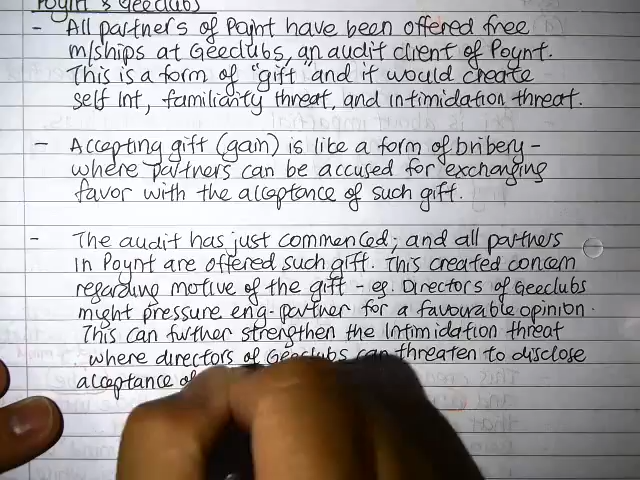 Poynt & Geeclubs
- All partners of Poynt have been offered free
m/ships at Geeclubs, an audit client of Poynt.
This is a form of "gift" and it would create
self Int, familiarity threat, and intimidation threat.
- Accepting gift (gain) is like a form of bribery -
where partners can be accused for exchanging
favor with the acceptance of such gift.
- The audit has just commenced; and all partners
in Poynt are offered such gift. This created concern
regarding motive of the gift - eg. Directors of Geeclubs
might pressure eng-partner for a favourable opinion.
This can further strengthen the Intimidation threat
where directors of Geeclubs can threaten to disclose
acceptance of